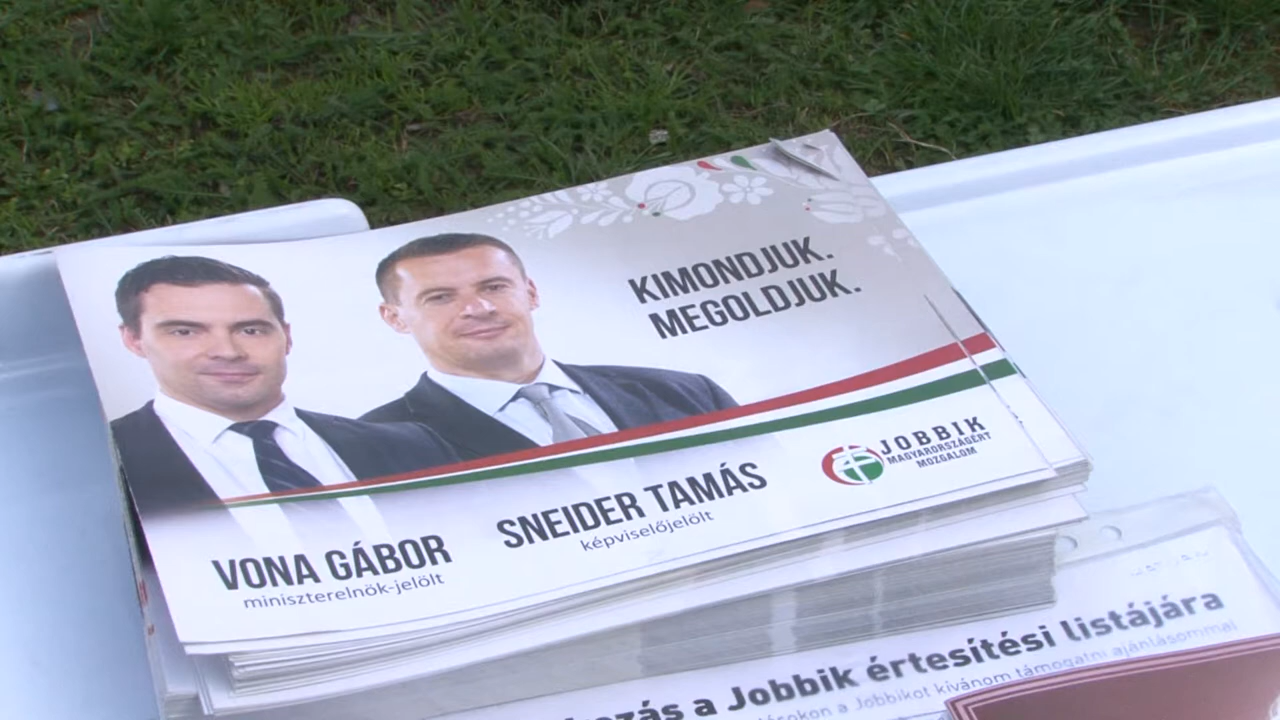 KIMONDJUK.
MEGOLDJUK.
JOBBIK
MAGYARORSZÁGÉRT
MOZGALOM
SNEIDER TAMÁS
képviselőjelölt
VONA GÁBOR
miniszterelnök-jelölt
a Jobbik értesítési listájára
a Jobbikot kívánom támogatni ajánlásommal